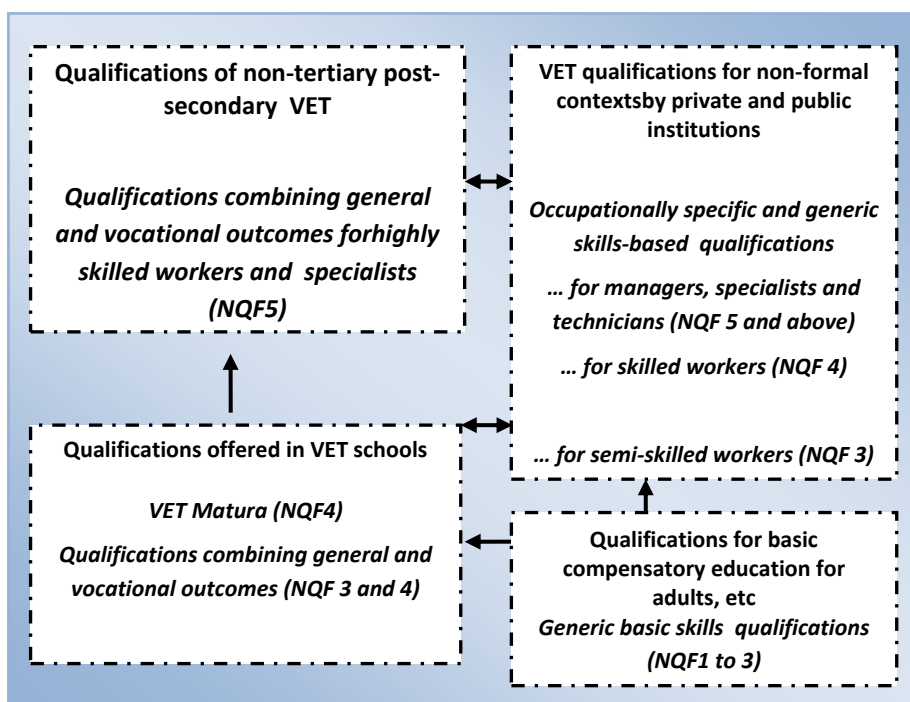 Qualifications of non-tertiary post-
secondary VET
Qualifications combining general
and vocational outcomes forhighly
skilled workers and specialists
(NQF5)
VET qualifications for non-formal
contextsby private and public
institutions
Occupationally specific and generic
skills-based qualifications
… for managers, specialists and
technicians (NQF 5 and above)
… for skilled workers (NQF 4)
… for semi-skilled workers (NQF 3)
Qualifications offered in VET schools
VET Matura (NQF4)
Qualifications combining general and
vocational outcomes (NQF 3 and 4)
Qualifications for basic
compensatory education for
adults, etc
Generic basic skills qualifications
(NQF1 to 3)